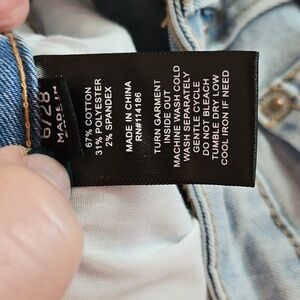 6/28
MADE IN
67% COTTON
31% POLYESTER
2% SPANDEX
MADE IN CHINA
RN#114186
TURN GARMENT
INSIDE OUT
MACHINE WASH COLD
WASH SEPARATELY
GENTLE CYCLE
DO NOT BLEACH
TUMBLE DRY LOW
COOL IRON IF NEED